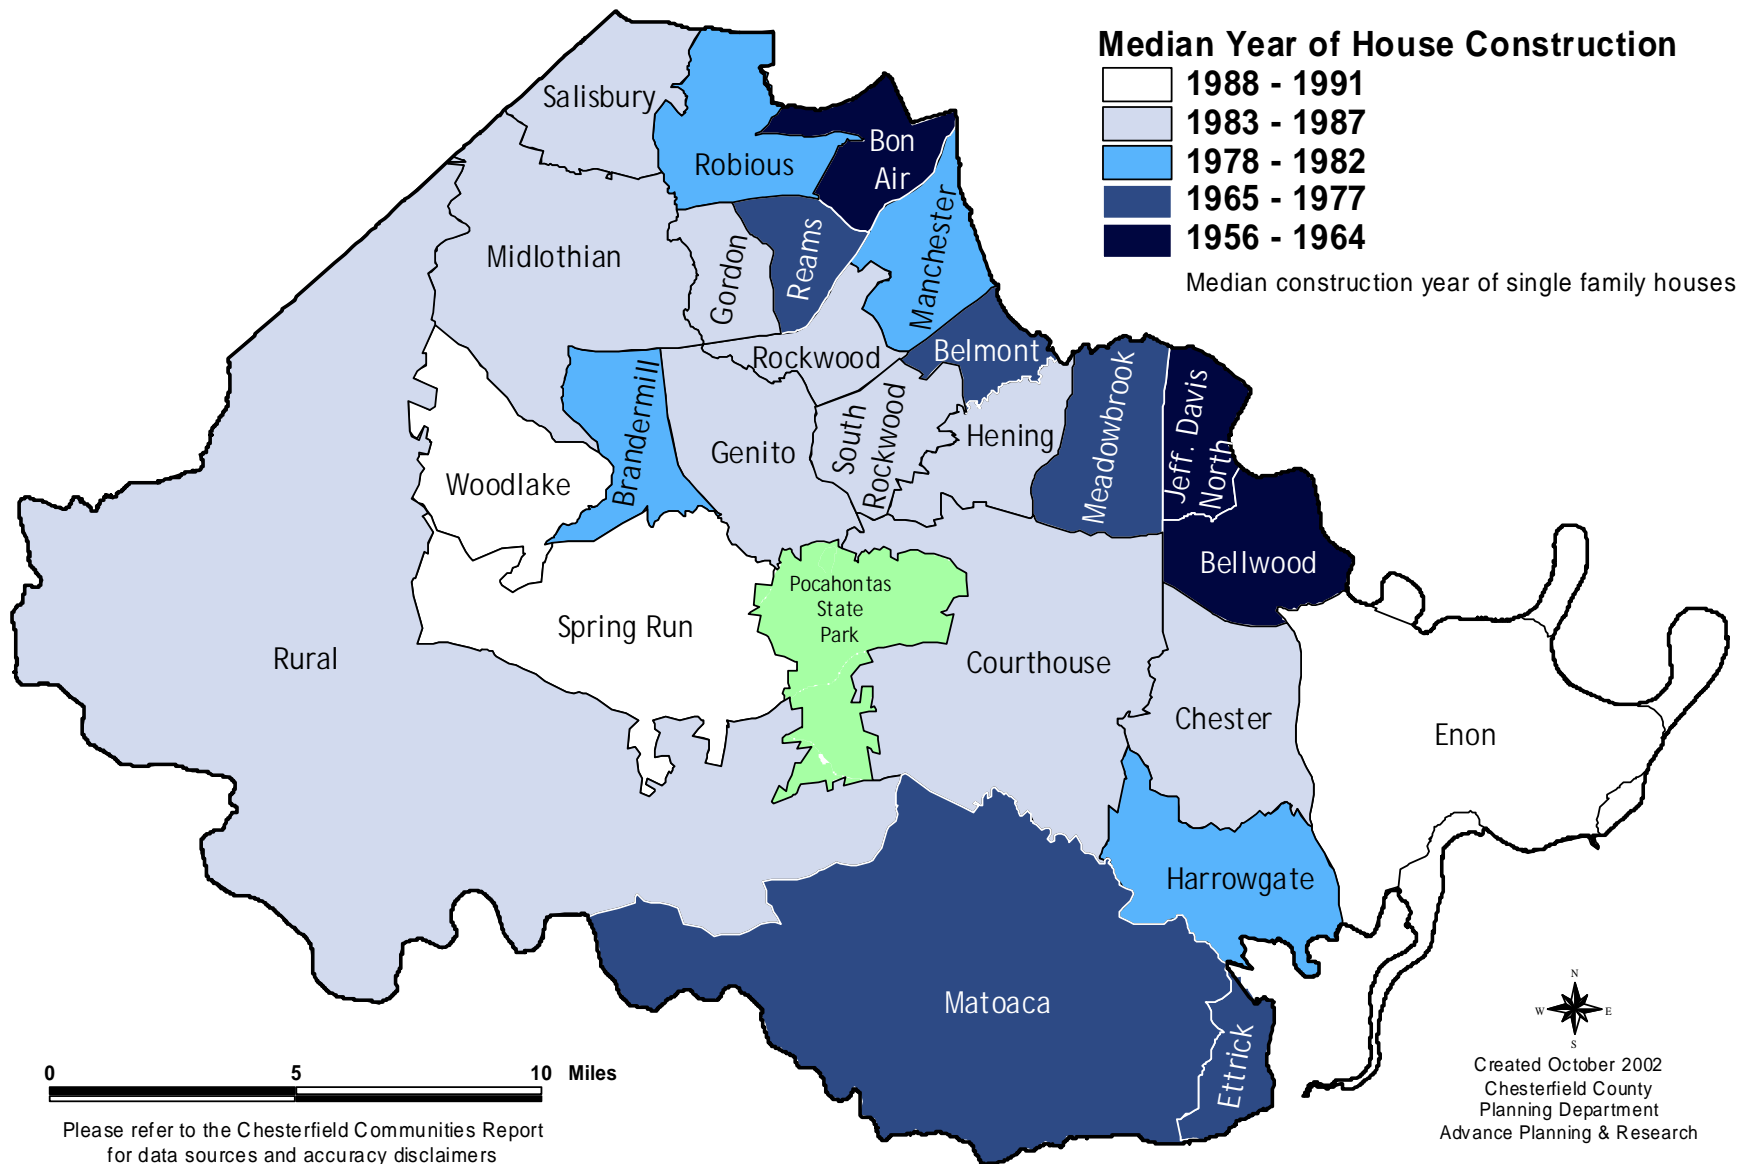 Median Year of House Construction
1988 - 1991
1983 - 1987
1978 - 1982
1965 - 1977
1956 - 1964
Median construction year of single family houses
Salisbury
Robious
Bon
Air
Midlothian
Gordon
Reams
Manchester
Rockwood
Belmont
Brandermill
Genito
South
Rockwood
Hening
Meadowbrook
Jeff. Davis
North
Woodlake
Bellwood
Pocahontas
State
Park
Spring Run
Rural
Courthouse
Chester
Enon
Harrowgate
Matoaca
Ettrick
N
W
E
S
0 5 10 Miles
Please refer to the Chesterfield Communities Report
for data sources and accuracy disclaimers
Created October 2002
Chesterfield County
Planning Department
Advance Planning & Research